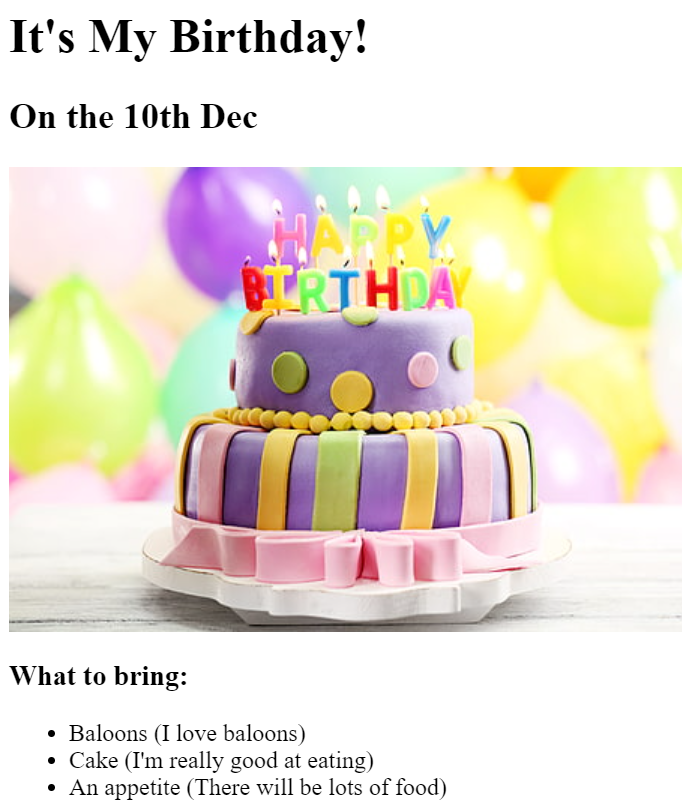 It's My Birthday!
On the 10th Dec
HAPPY
BIRTHDAY
What to bring:
Baloons (I love baloons)
Cake (I'm really good at eating)
An appetite (There will be lots of food)